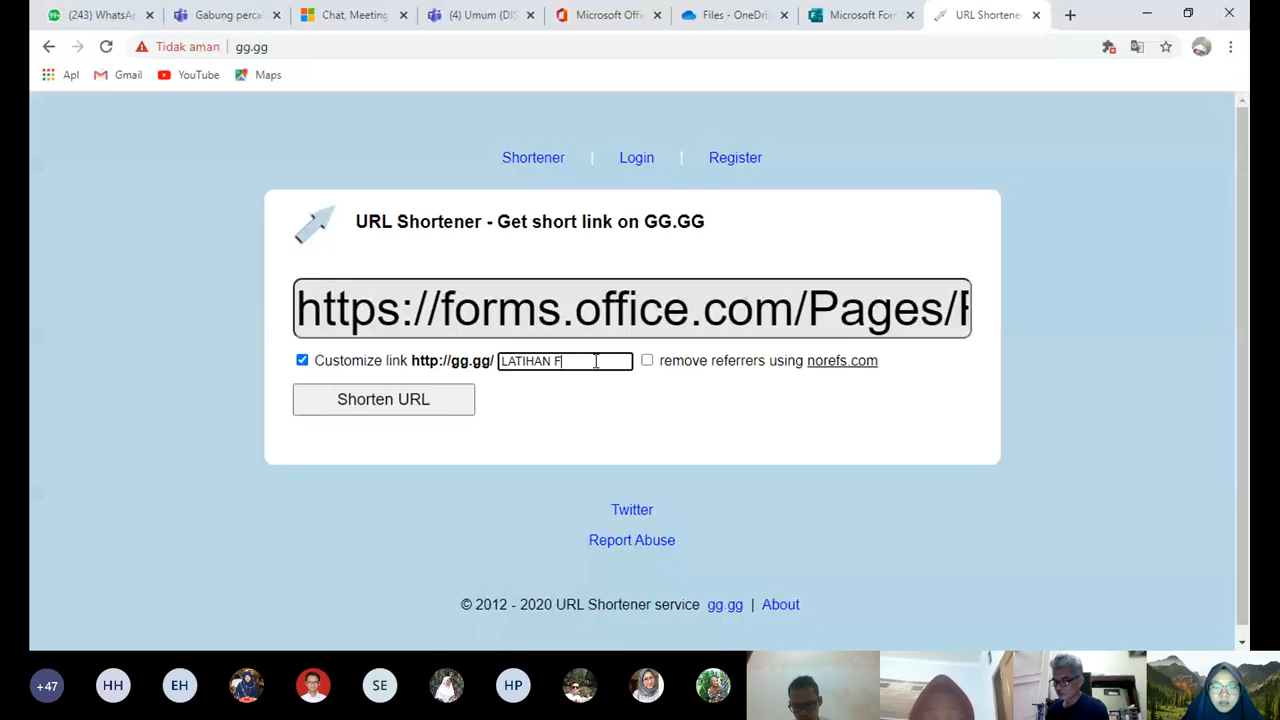 (243) WhatsA
Gabung perca
Chat, Meeting
(4) Umum (DIS
Microsoft Offi
Files - OneDri
Microsoft For
URL Shortene
Tidak aman
gg.gg
Apl
Gmail
YouTube
Maps
Shortener | Login | Register
URL Shortener - Get short link on GG.GG
https://forms.office.com/Pages/
Customize link http://gg.gg/ LATIHAN F remove referrers using norefs.com
Shorten URL
Twitter
Report Abuse
© 2012 - 2020 URL Shortener service gg.gg | About
+47
HH
EH
SE
HP